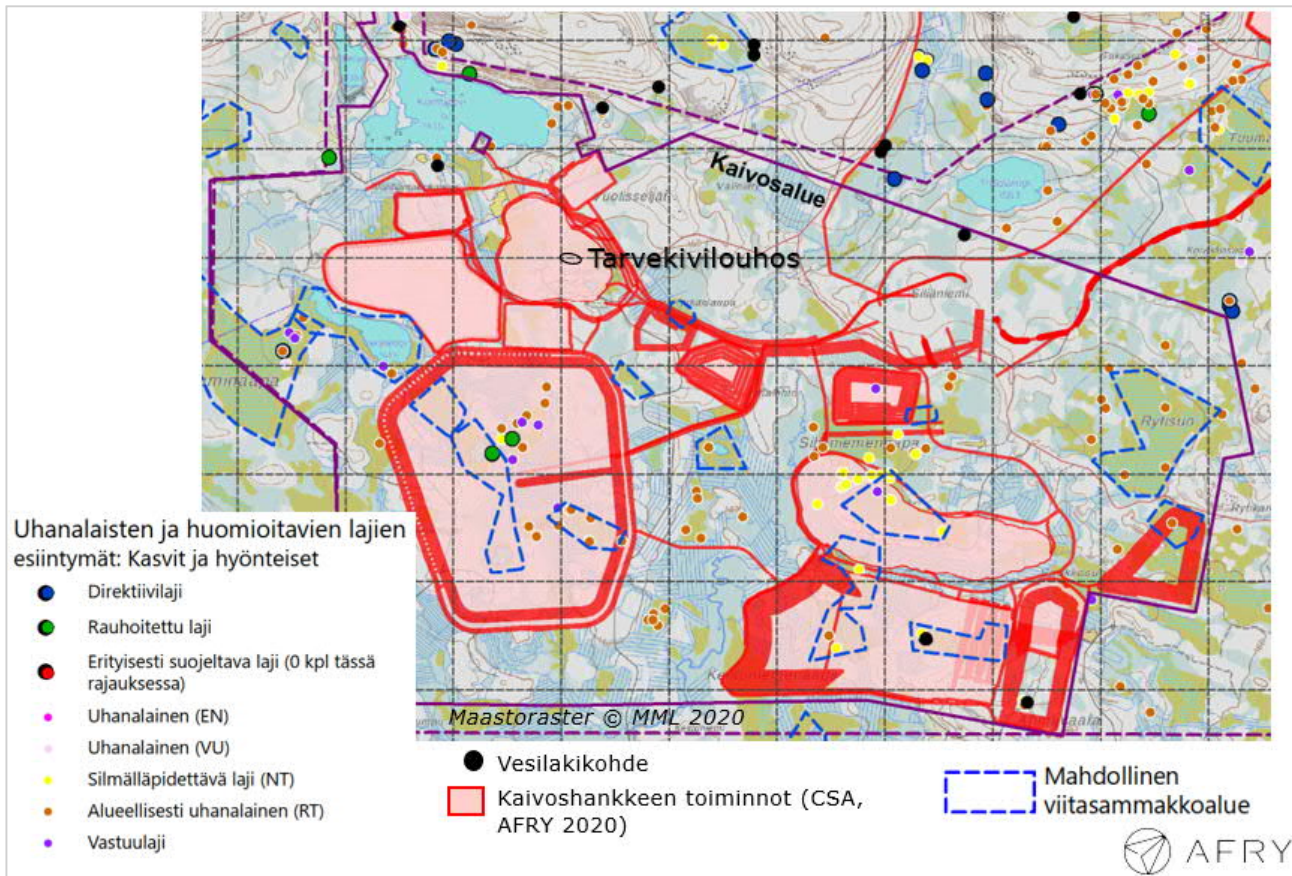 Kaivosalue
Vuolisseljät
Tarvekivilouhos
Siljäniemi
Rytisuo
Uhanalaisten ja huomioitavien lajien
esiintymät: Kasvit ja hyönteiset
Direktiivilaji
Rauhoitettu laji
Erityisesti suojeltava laji (0 kpl tässä
rajauksessa)
Uhanalainen (EN)
Uhanalainen (VU)
Silmälläpidettävä laji (NT)
Alueellisesti uhanalainen (RT)
Vastuulaji
Maastoraster © MML 2020
Vesilakikohde
Kaivoshankkeen toiminnot (CSA,
AFRY 2020)
Mahdollinen
viitasammakkoalue
AFRY